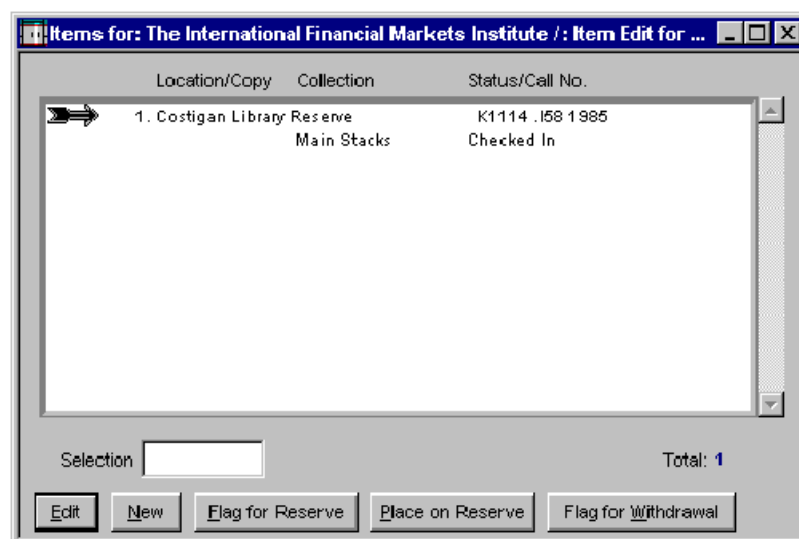 Items for: The International Financial Markets Institute /: Item Edit for ...
Location/Copy Collection Status/Call No.
1. Costigan Library Reserve K1114 .I58 1985
Main Stacks Checked In
Selection Total: 1
Edit New Flag for Reserve Place on Reserve Flag for Withdrawal